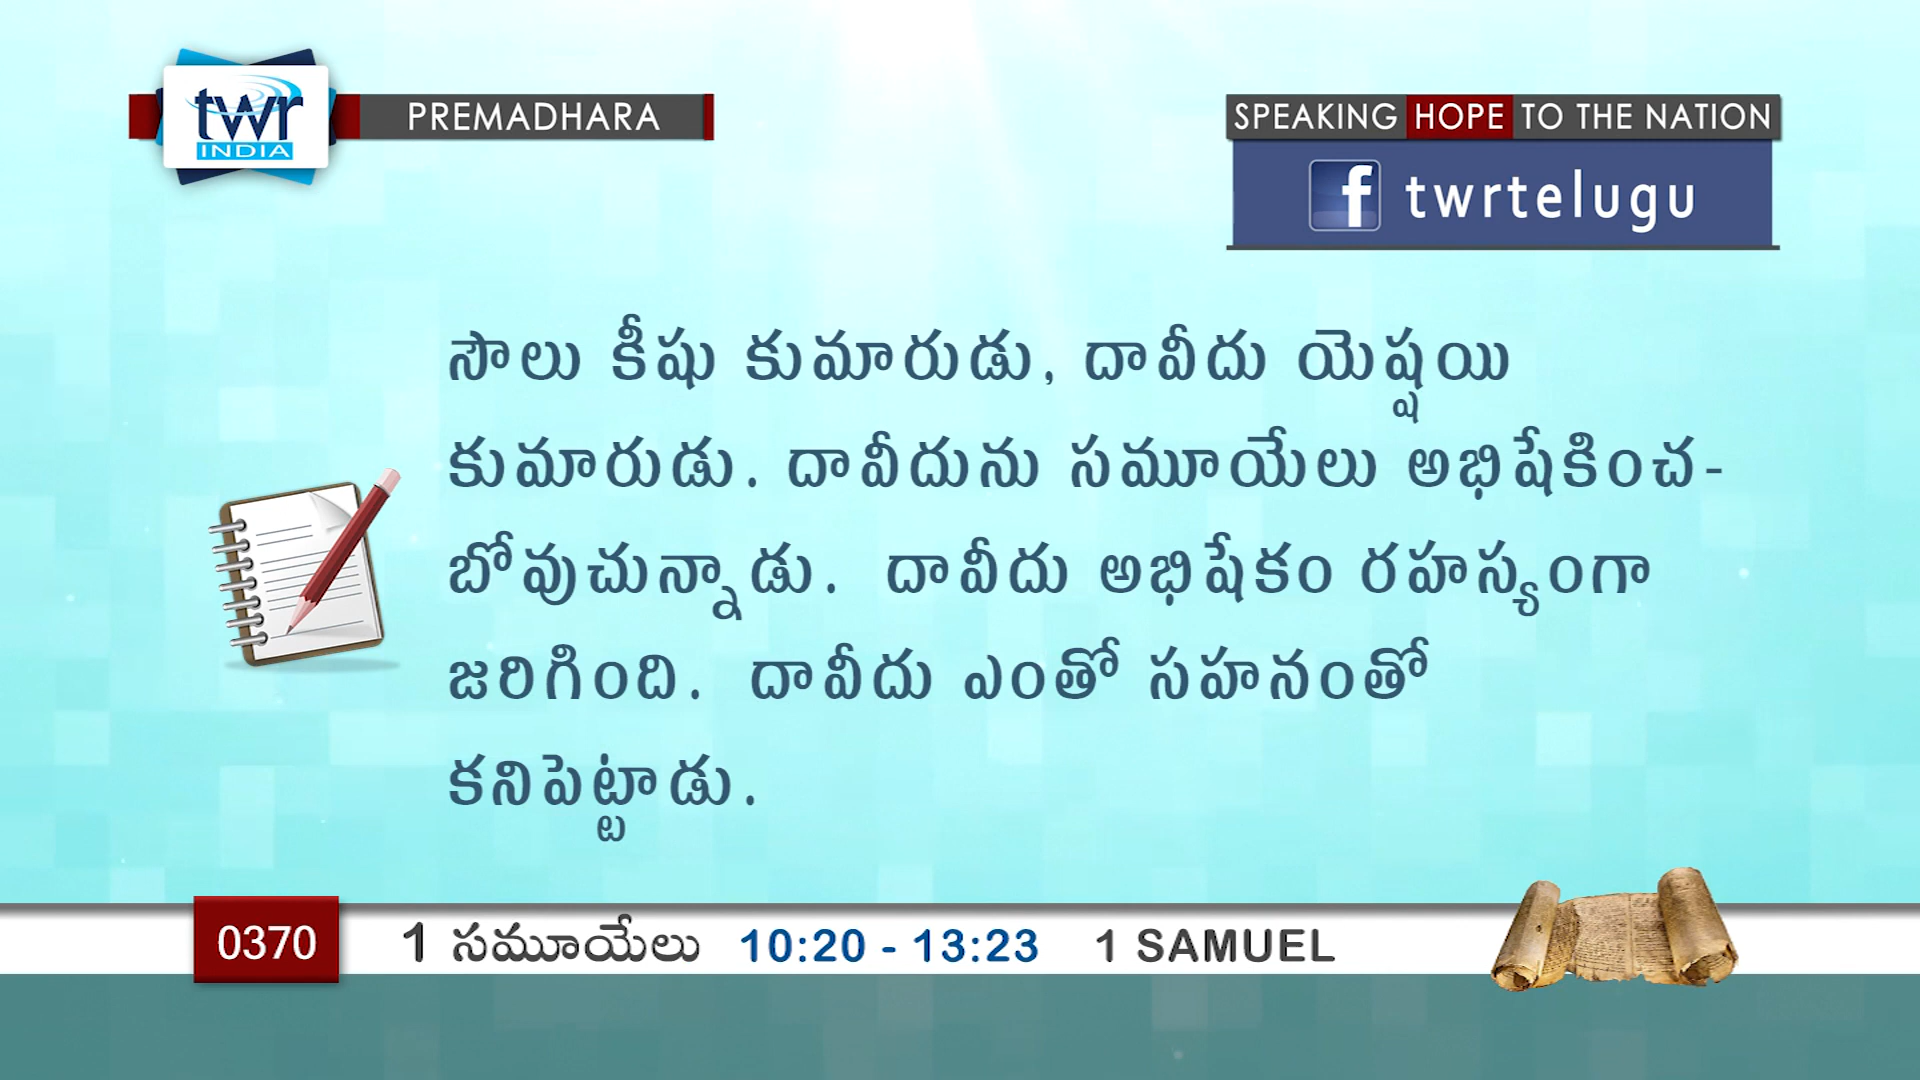 twr
INDIA
PREMADHARA
SPEAKING HOPE TO THE NATION
f twrtelugu
సౌలు కీషు కుమారుడు, దావీదు యెష్షయి
కుమారుడు. దావీదును సమూయేలు అభిషేకించ-
బోవుచున్నాడు. దావీదు అభిషేకం రహస్యంగా
జరిగింది. దావీదు ఎంతో సహనంతో
కనిపెట్టాడు.
0370 1 సమూయేలు 10:20 - 13:23 1 SAMUEL